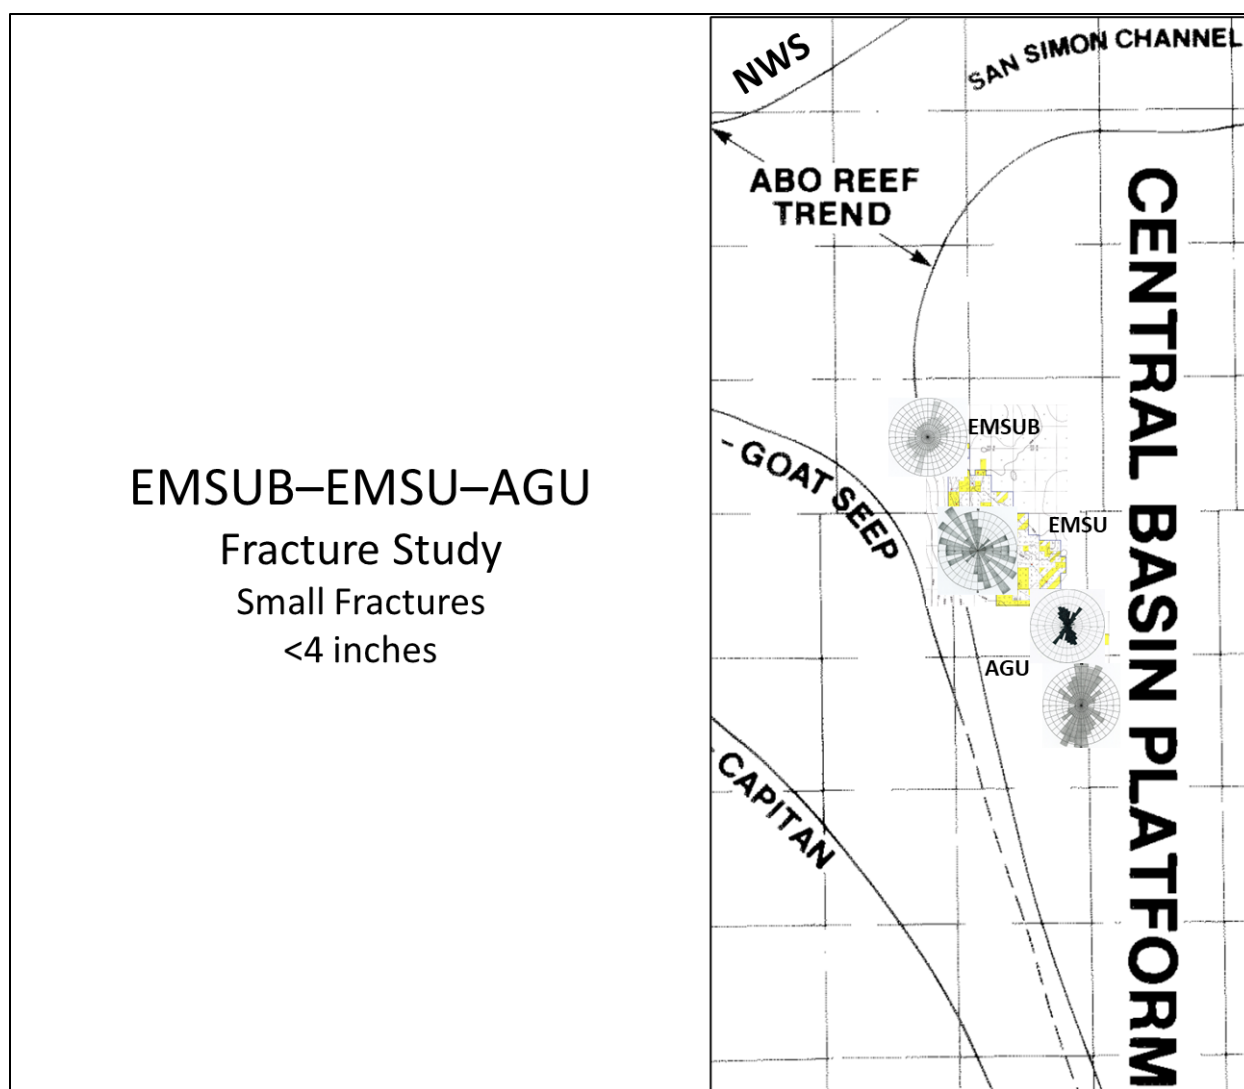 EMSUB–EMSU–AGU
Fracture Study
Small Fractures
<4 inches
NWS
SAN SIMON CHANNEL
ABO REEF
TREND
CENTRAL BASIN PLATFORM
EMSUB
- GOAT SEEP
EMSU
AGU
- CAPITAN